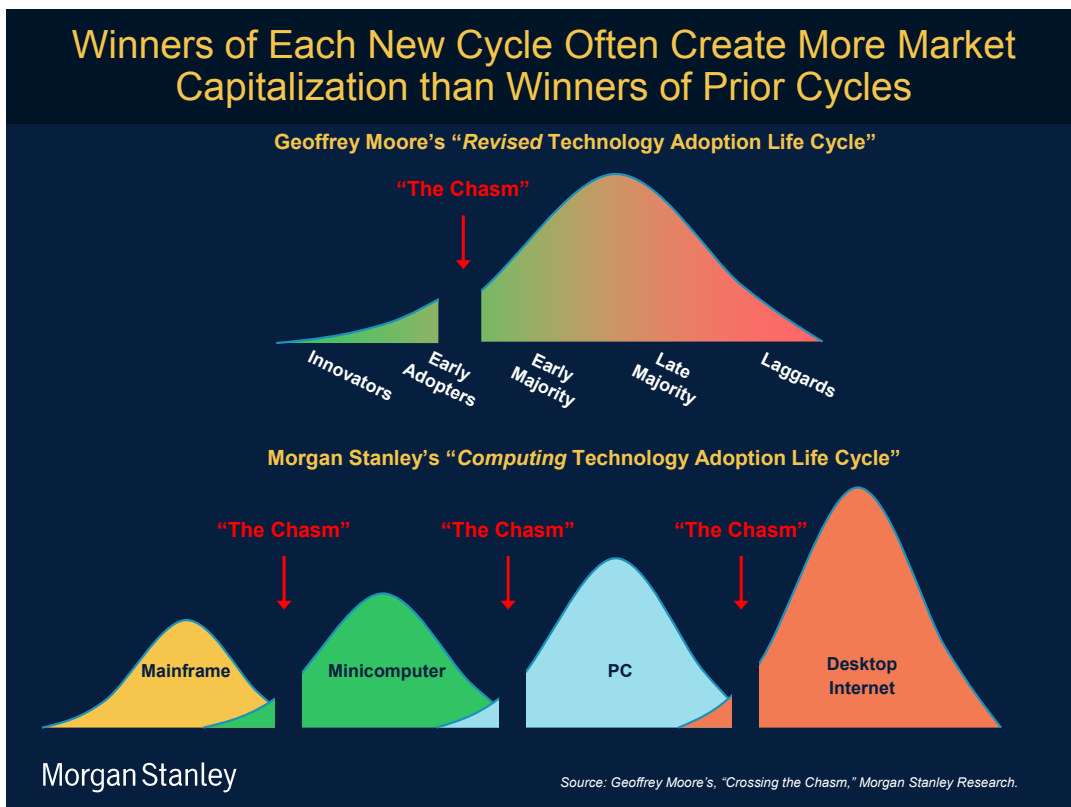 Winners of Each New Cycle Often Create More Market
Capitalization than Winners of Prior Cycles
Geoffrey Moore's “Revised Technology Adoption Life Cycle”
“The Chasm”
Innovators
Early
Adopters
Early
Majority
Late
Majority
Laggards
Morgan Stanley's “Computing Technology Adoption Life Cycle”
“The Chasm” “The Chasm” “The Chasm”
Mainframe
Minicomputer
PC
Desktop
Internet
Morgan Stanley
Source: Geoffrey Moore's, “Crossing the Chasm,” Morgan Stanley Research.